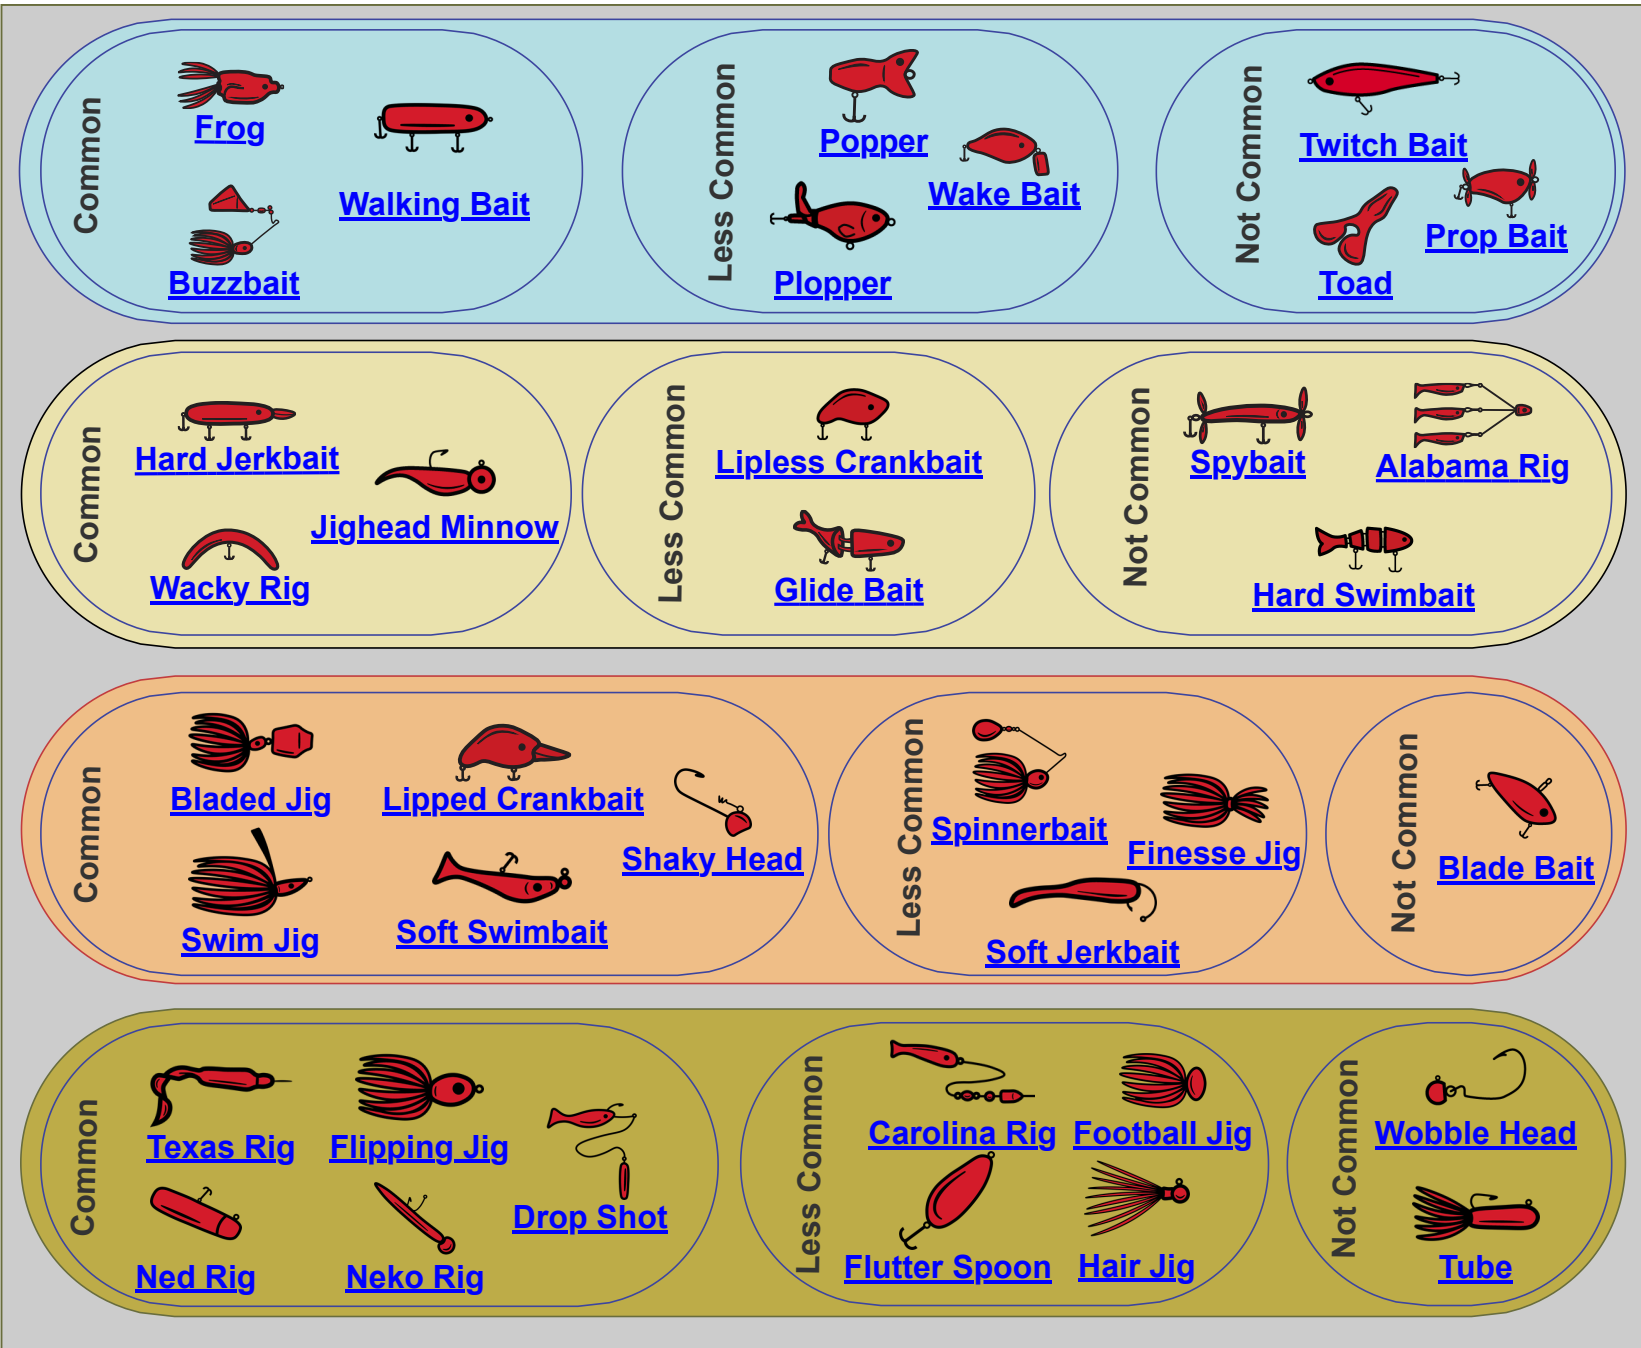 Common
Frog
Walking Bait
Buzzbait
Less Common
Popper
Wake Bait
Plopper
Not Common
Twitch Bait
Prop Bait
Toad
Common
Hard Jerkbait
Jighead Minnow
Wacky Rig
Less Common
Lipless Crankbait
Glide Bait
Not Common
Spybait
Alabama Rig
Hard Swimbait
Common
Bladed Jig
Lipped Crankbait
Shaky Head
Swim Jig
Soft Swimbait
Less Common
Spinnerbait
Finesse Jig
Soft Jerkbait
Not Common
Blade Bait
Common
Texas Rig
Flipping Jig
Drop Shot
Ned Rig
Neko Rig
Less Common
Carolina Rig
Football Jig
Flutter Spoon
Hair Jig
Not Common
Wobble Head
Tube